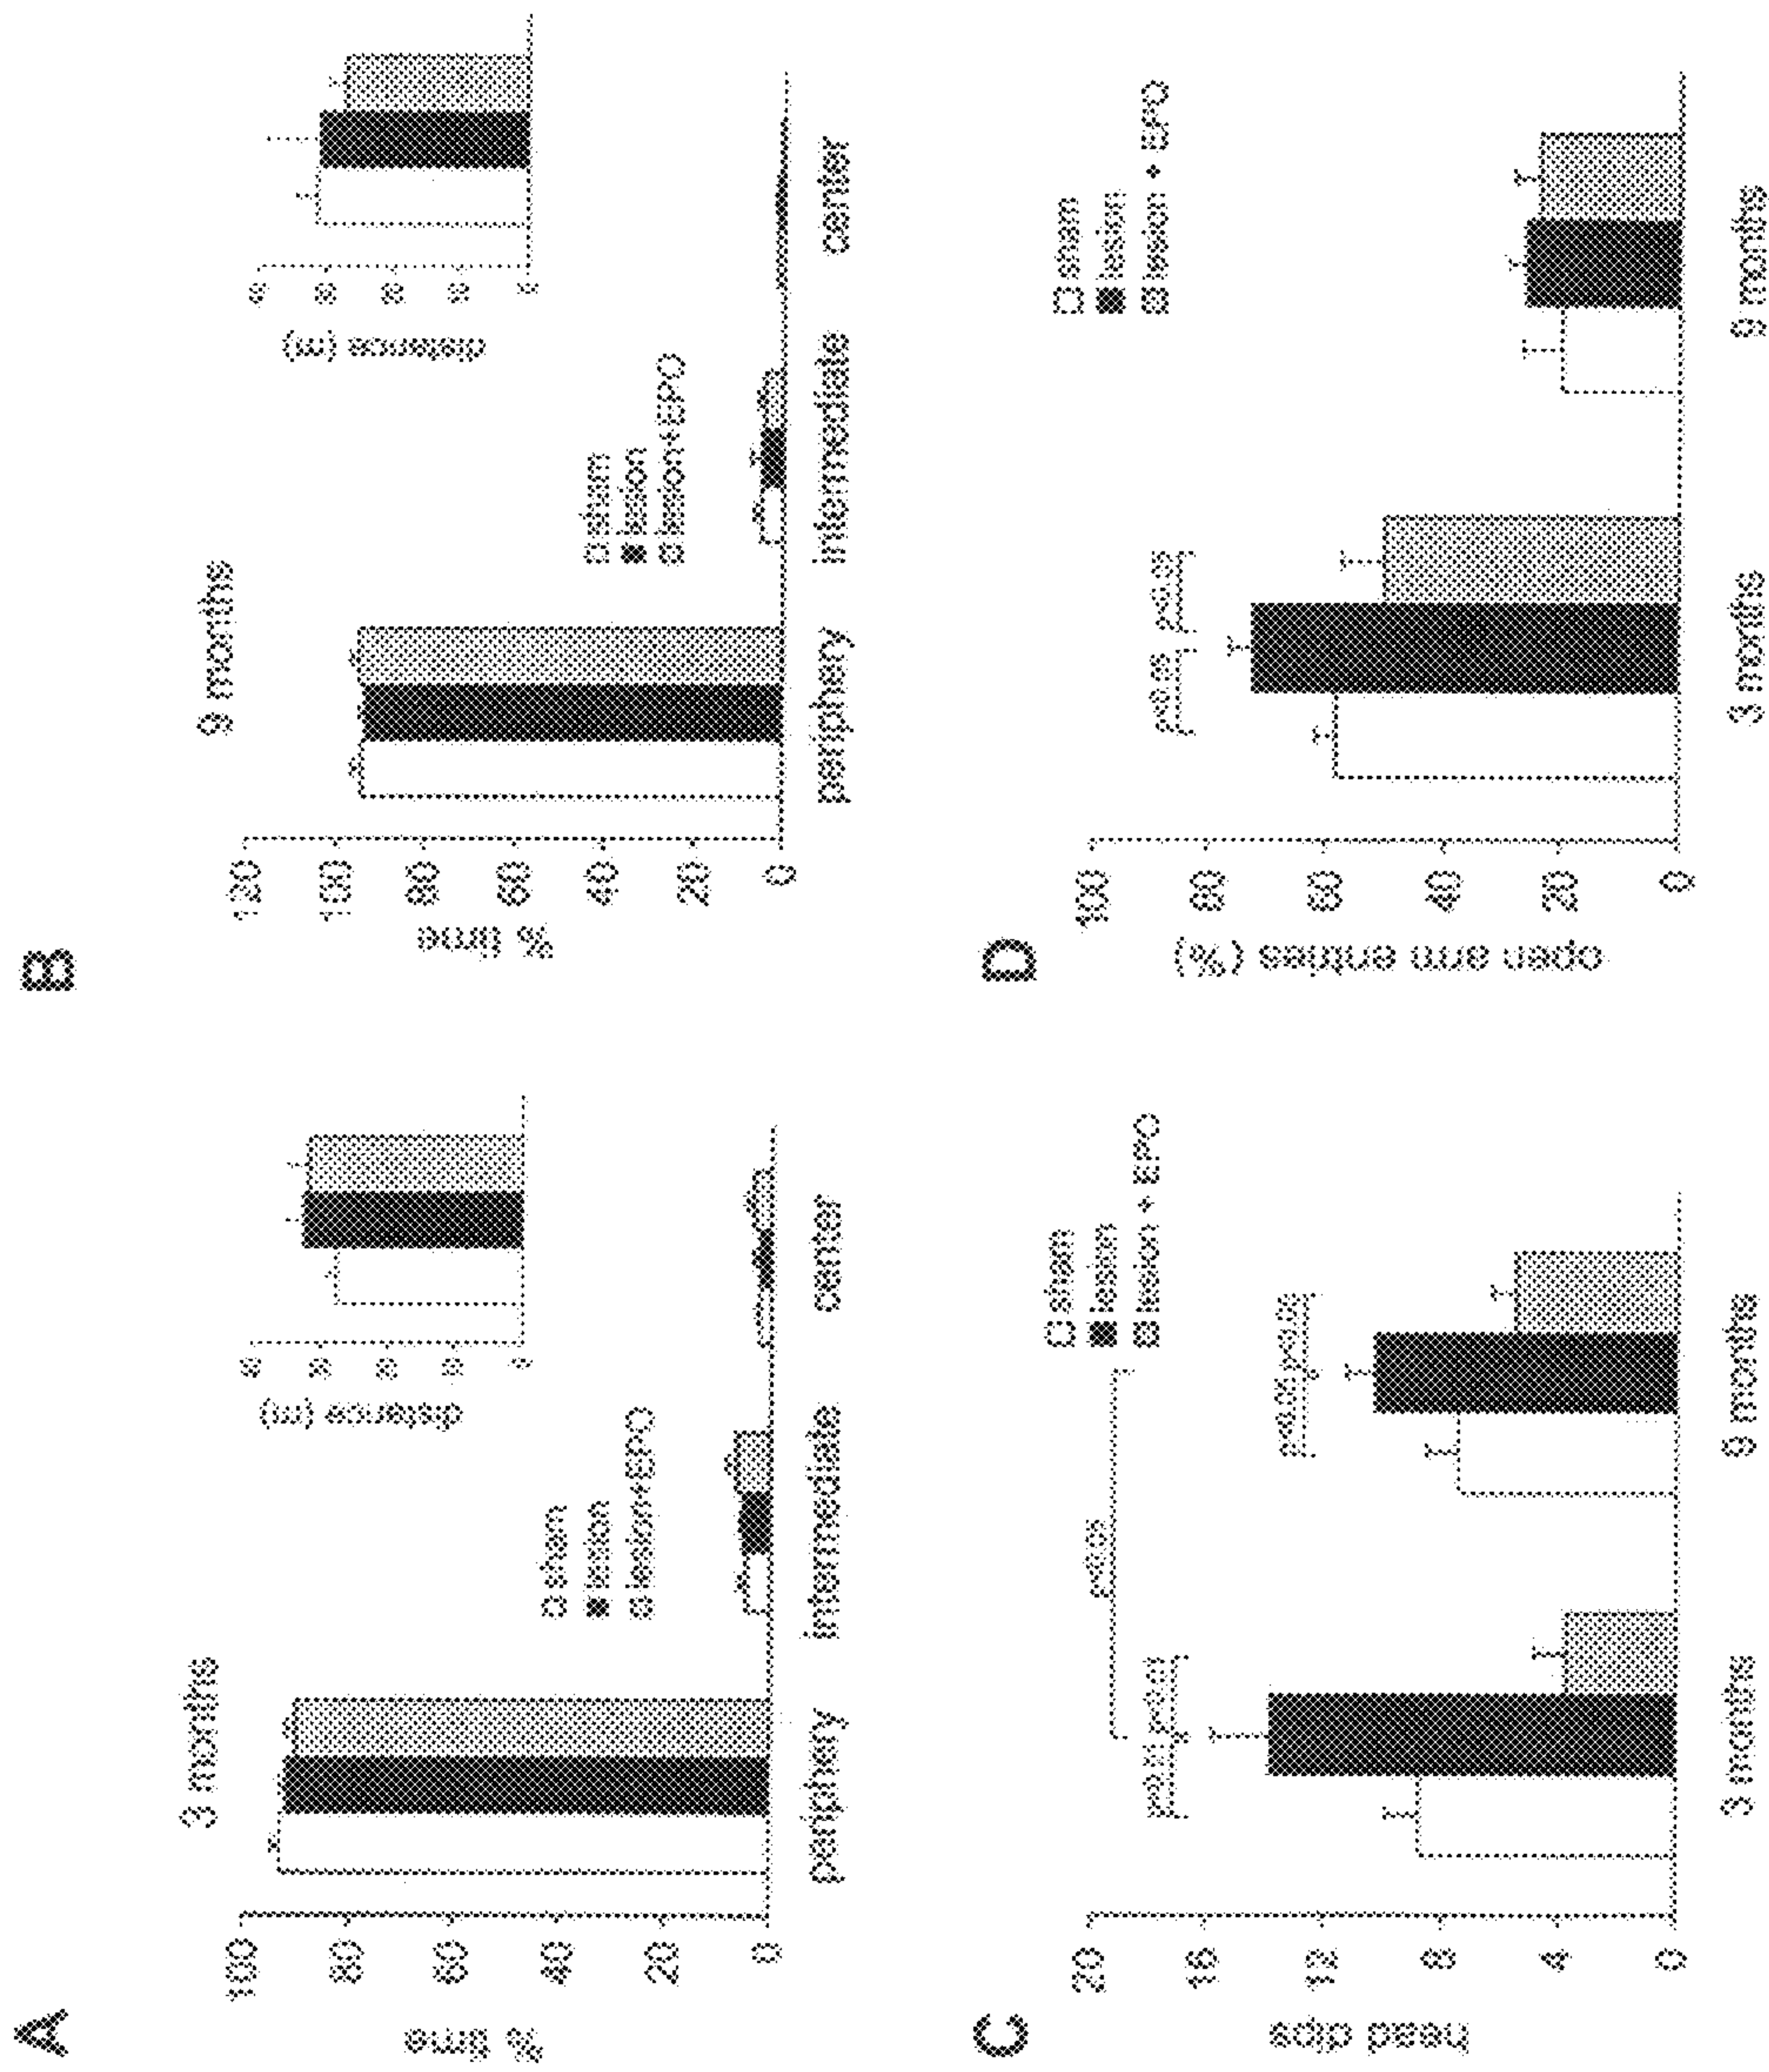 A
3 months
% time
100
80
60
40
20
0
distance (m)
0
sham
lesion
lesion+EPO
periphery
intermediate
center
B
9 months
% time
120
100
80
60
40
20
0
distance (m)
sham
lesion
lesion+EPO
periphery
intermediate
center
C
head dips
20
16
12
8
4
0
sham
lesion
lesion + EPO
3 months
9 months
D
open arm entries (%)
100
80
60
40
20
0
sham
lesion
lesion + EPO
3 months
9 months